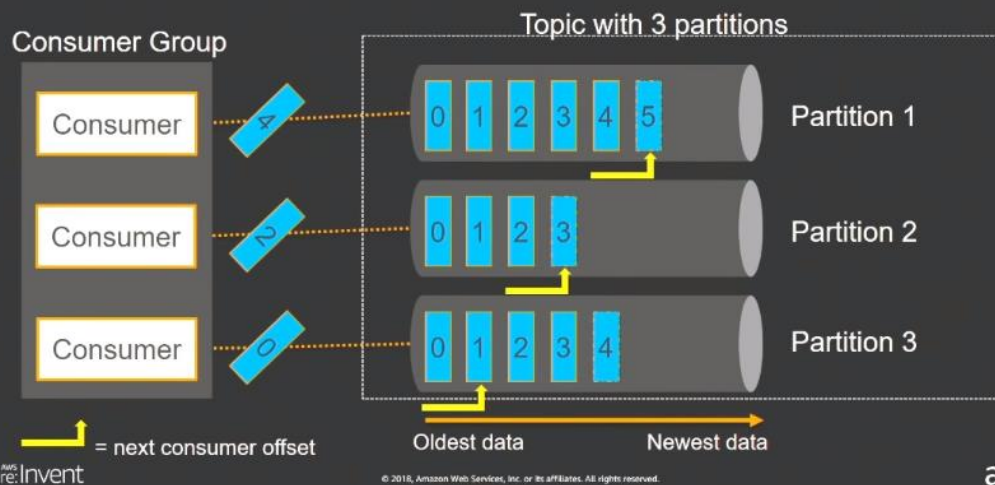 Topic with 3 partitions
Consumer Group
Consumer
4
0 1 2 3 4 5
Partition 1
Consumer
2
0 1 2 3
Partition 2
Consumer
0
0 1 2 3 4
Partition 3
= next consumer offset
Oldest data
Newest data
AWS
re:Invent
© 2018, Amazon Web Services, Inc. or its affiliates. All rights reserved.
a